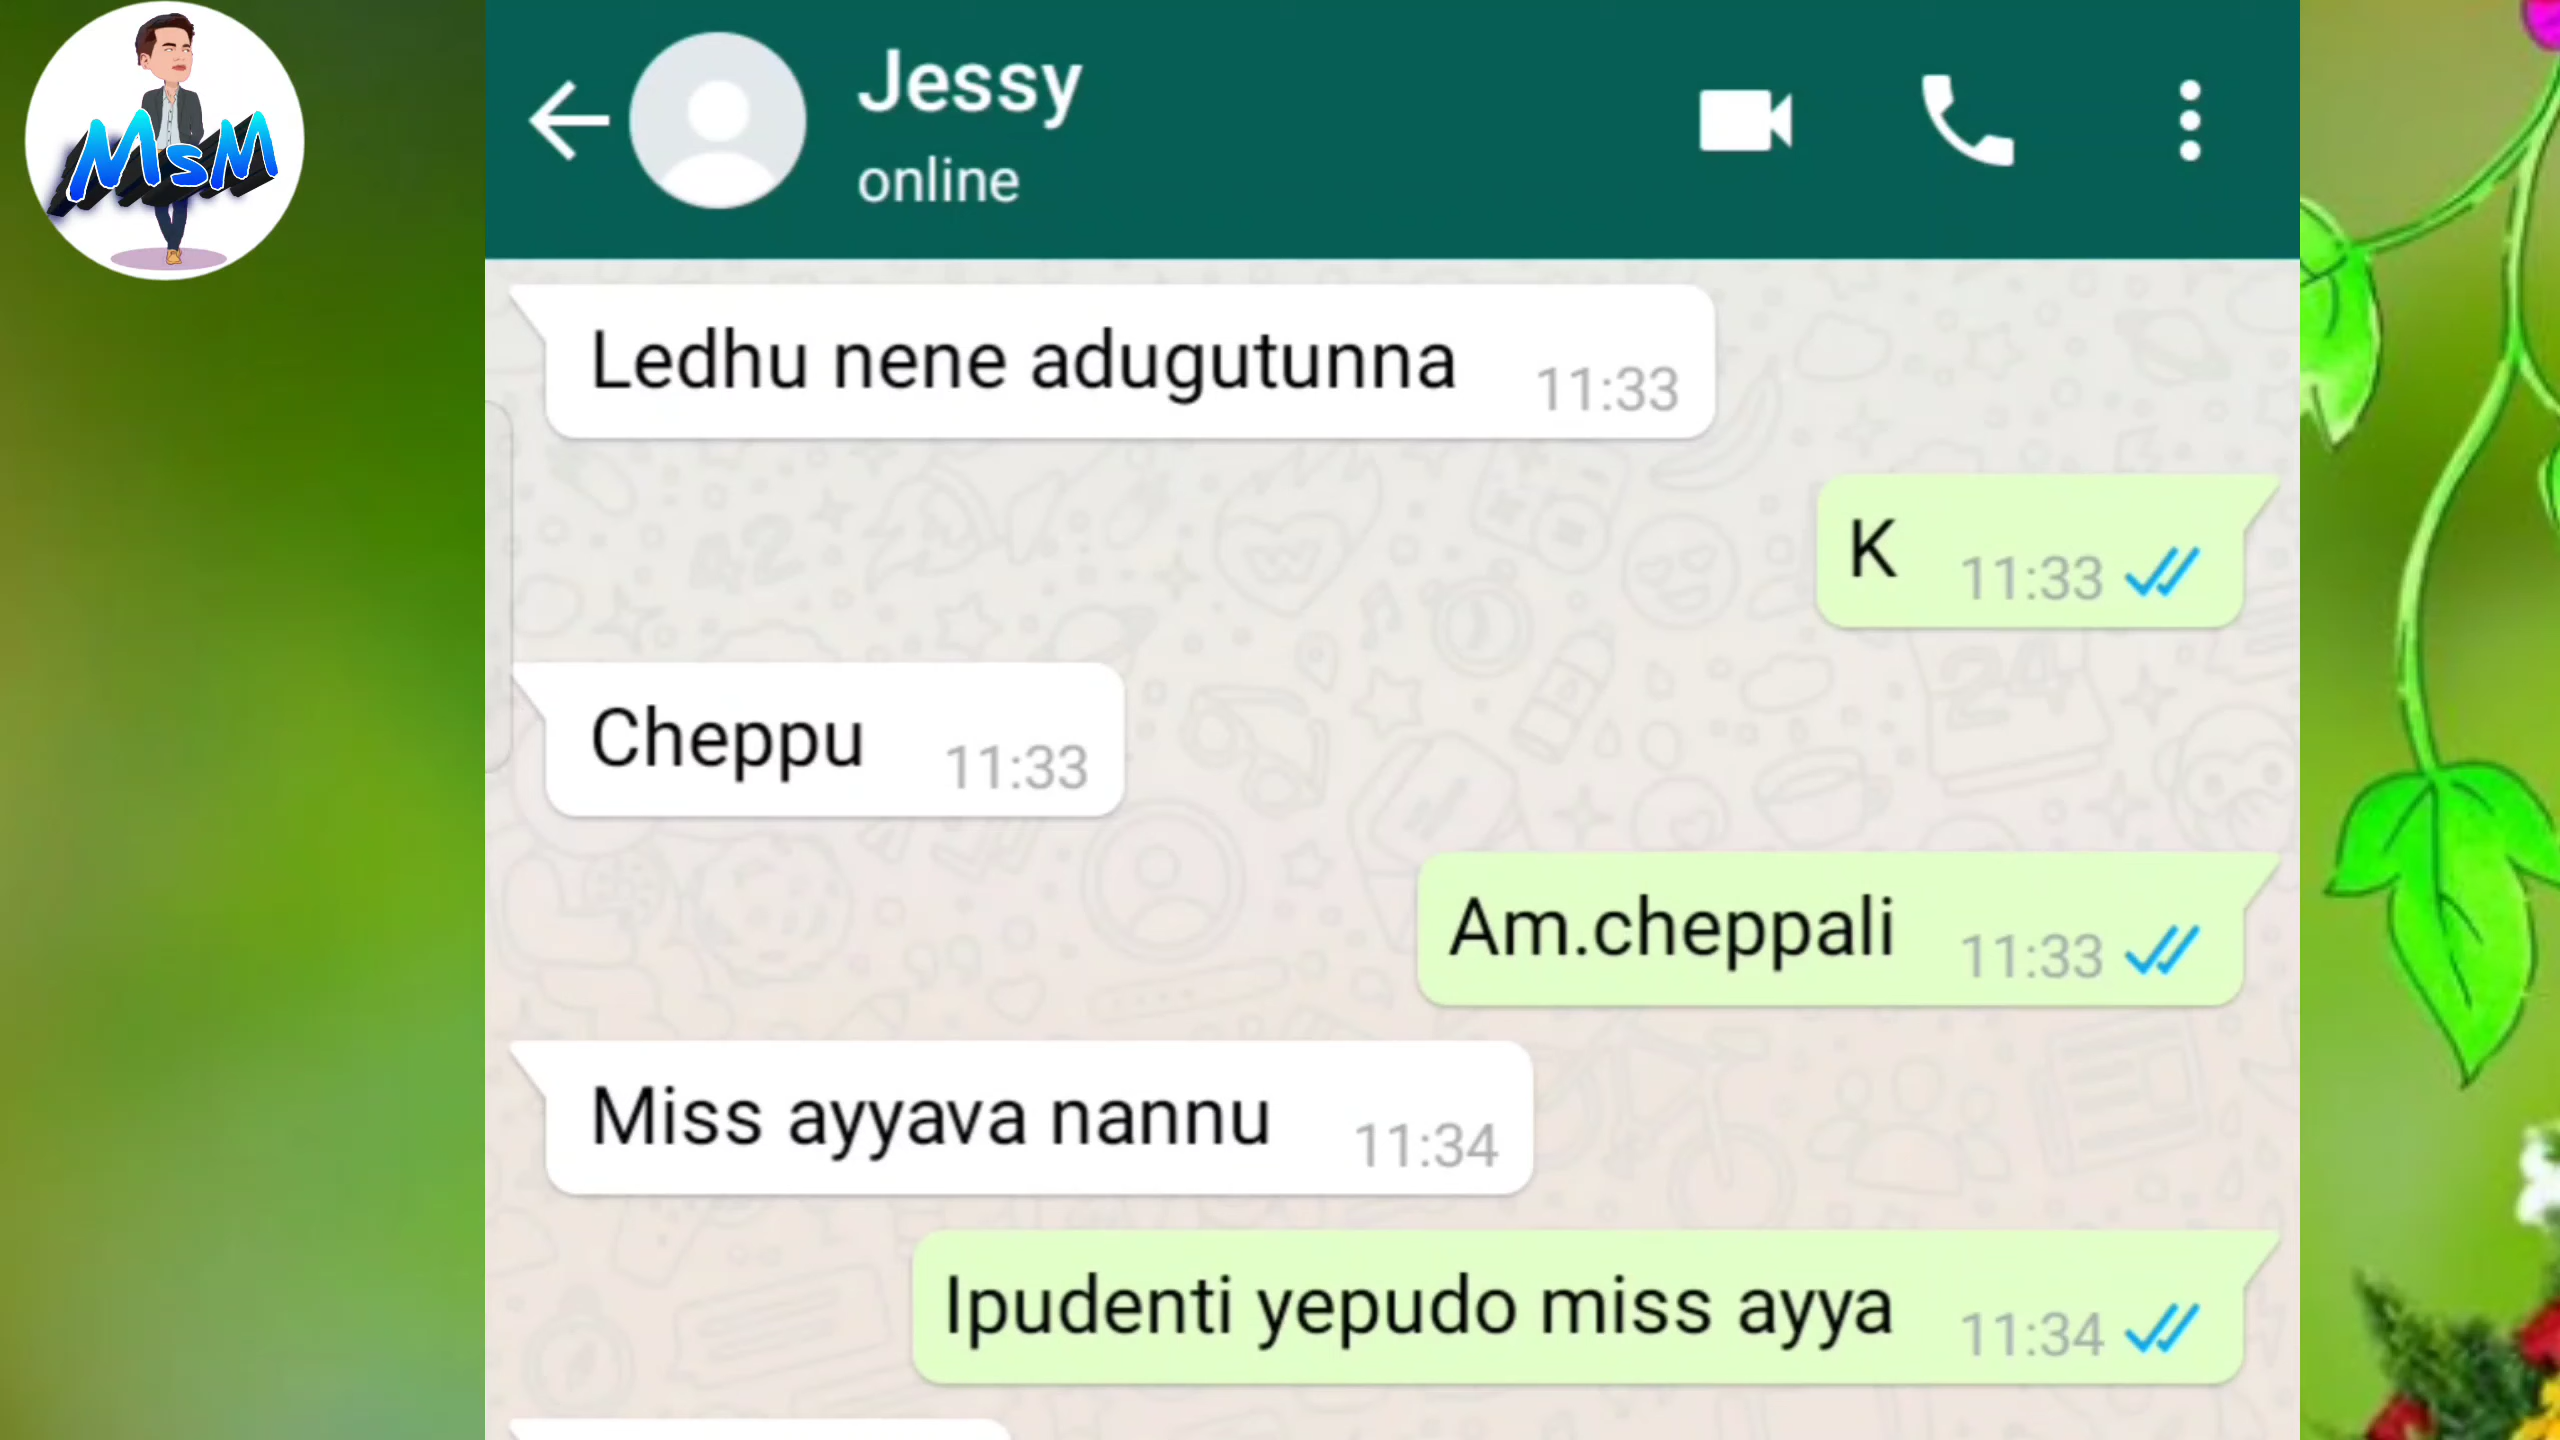 MsM
Jessy
online
Ledhu nene adugutunna 11:33
K 11:33
Cheppu 11:33
Am.cheppali 11:33
Miss ayyava nannu 11:34
Ipudenti yepudo miss ayya 11:34